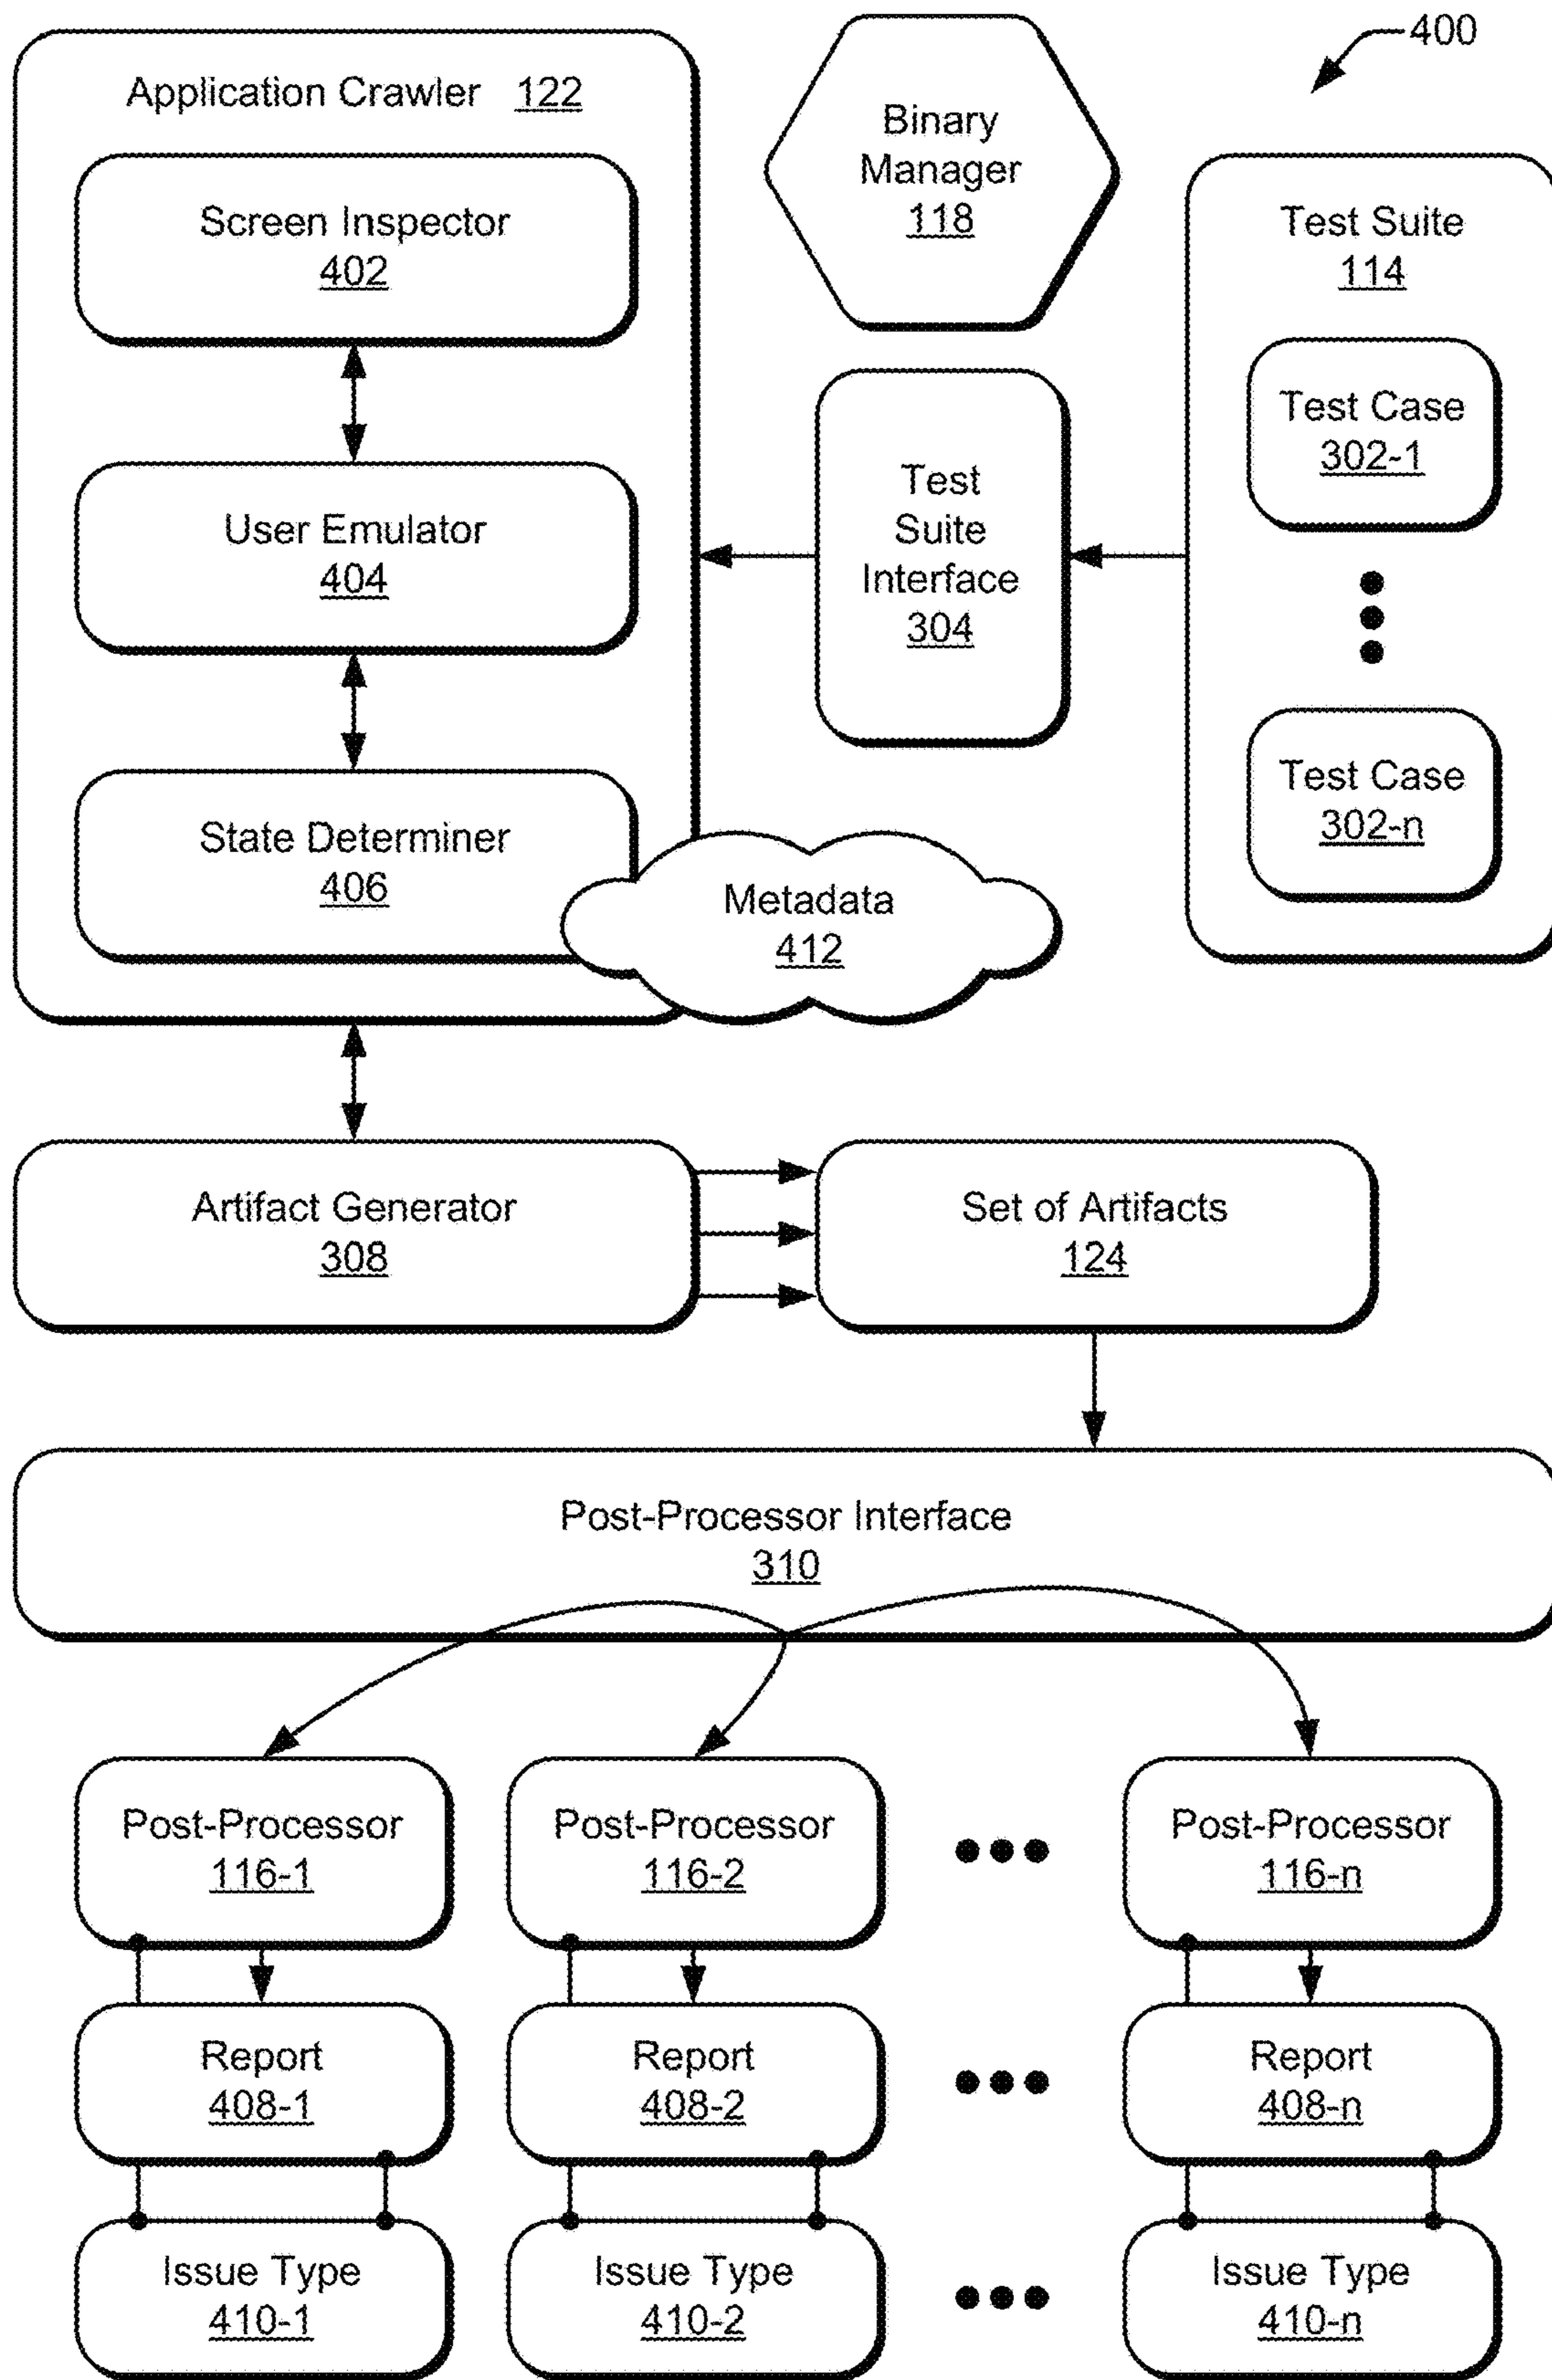 400
Application Crawler 122
Screen Inspector
402
User Emulator
404
State Determiner
406
Binary
Manager
118
Test
Suite
Interface
304
Test Suite
114
Test Case
302-1
Test Case
302-n
Metadata
412
Artifact Generator
308
Set of Artifacts
124
Post-Processor Interface
310
Post-Processor
116-1
Post-Processor
116-2
Post-Processor
116-n
Report
408-1
Report
408-2
Report
408-n
Issue Type
410-1
Issue Type
410-2
Issue Type
410-n